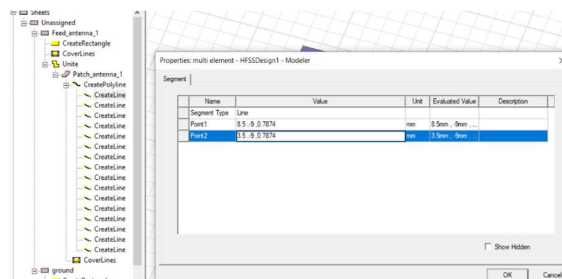 Sheets
Unassigned
Feed_antenna_1
CreateRectangle
CoverLines
Unite
Patch_antenna_1
CreatePolyline
CreateLine
CreateLine
CreateLine
CreateLine
CreateLine
CreateLine
CreateLine
CreateLine
CreateLine
CreateLine
CreateLine
CreateLine
CreateLine
CoverLines
ground
Properties: multi element - HFSSDesign1 - Modeler
Segment
Name Value Unit Evaluated Value Description
Segment Type Line
Point1 8.5 ,-9 ,0.7874 mm 8.5mm , -9mm , ...
Point2 3.5 ,-9 ,0.7874 mm 3.5mm , -9mm , ...
Show Hidden
OK Cancel